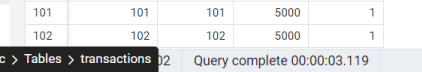 101 101 101 5000 1
102 102 102 5000 1
c > Tables > transactions 02 Query complete 00:00:03.119